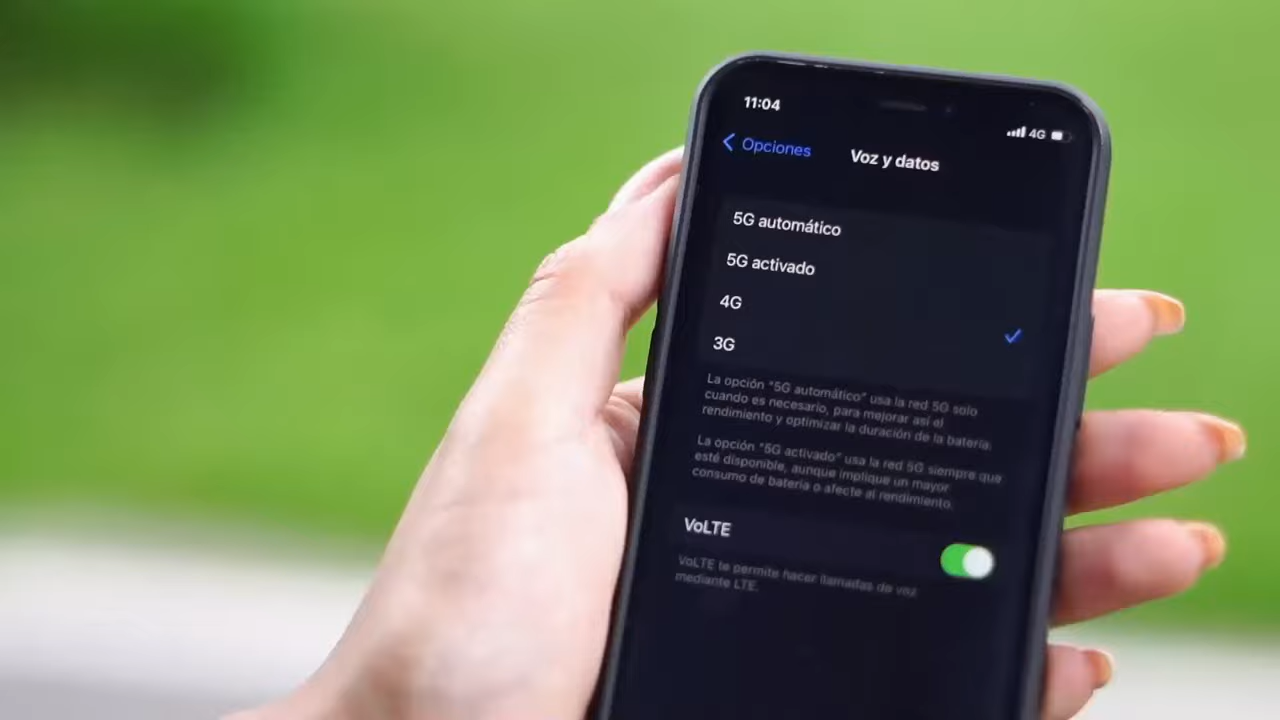 11:04
4G
Opciones
Voz y datos
5G automático
5G activado
4G
3G
La opción "5G automático" usa la red 5G solo
cuando es necesario, para mejorar así el
rendimiento y optimizar la duración de la batería.
La opción "5G activado" usa la red 5G siempre que
esté disponible, aunque implique un mayor
consumo de batería o afecte al rendimiento.
VoLTE
VoLTE te permite hacer llamadas de voz
mediante LTE.